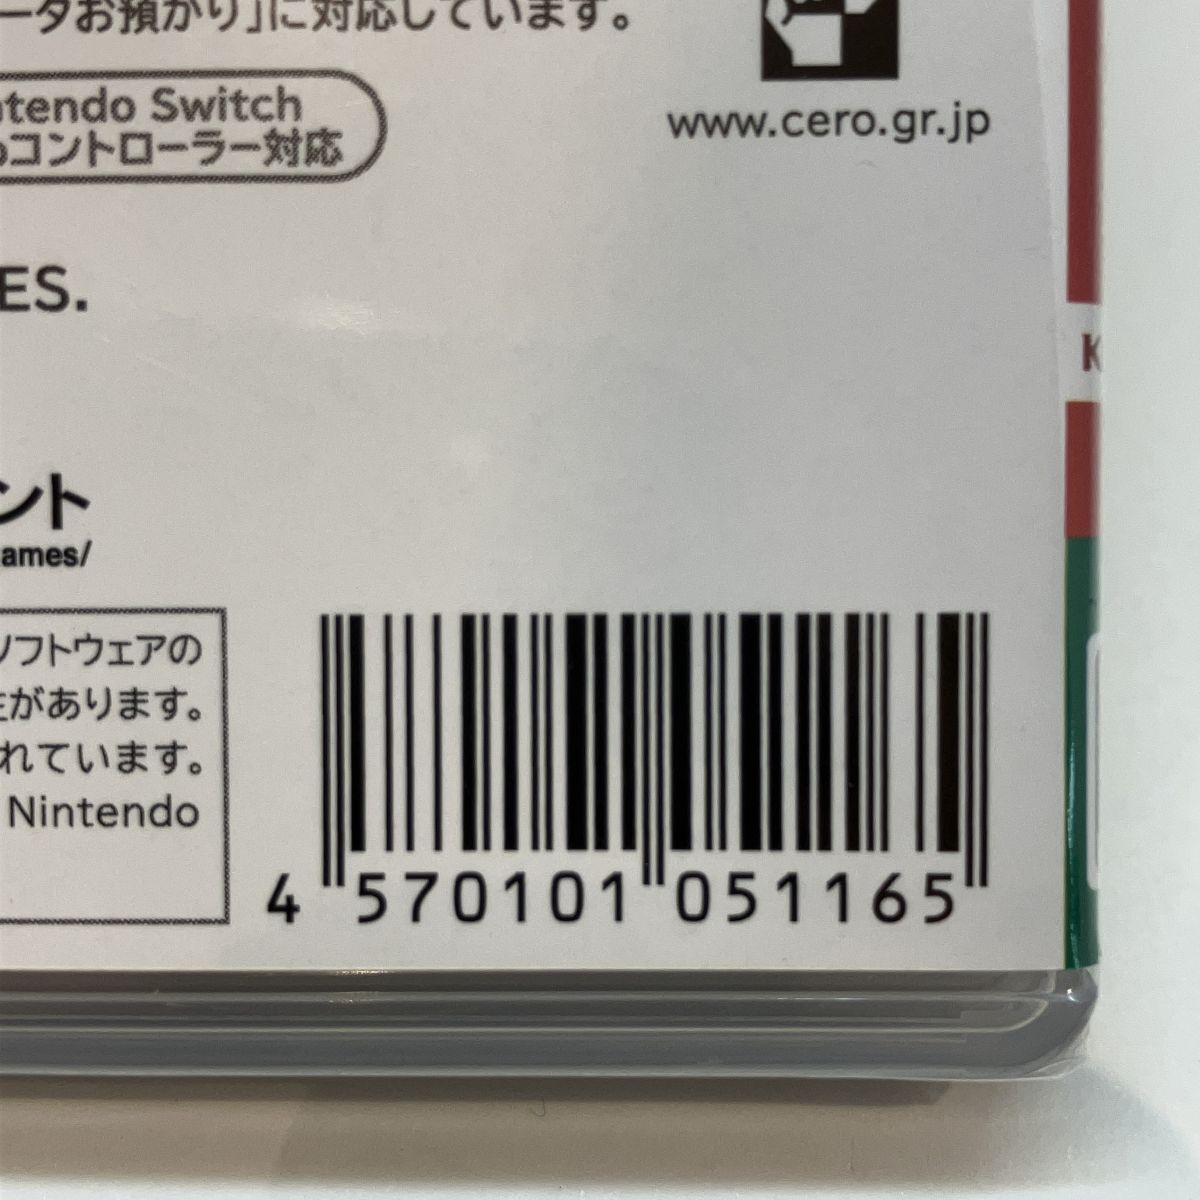 ータお預かり」に対応しています。
www.cero.gr.jp
ntendo Switch
oコントローラー対応
ES.
K
ント
ames/
ソフトウェアの
があります。
れています。
Nintendo
4 570101 051165